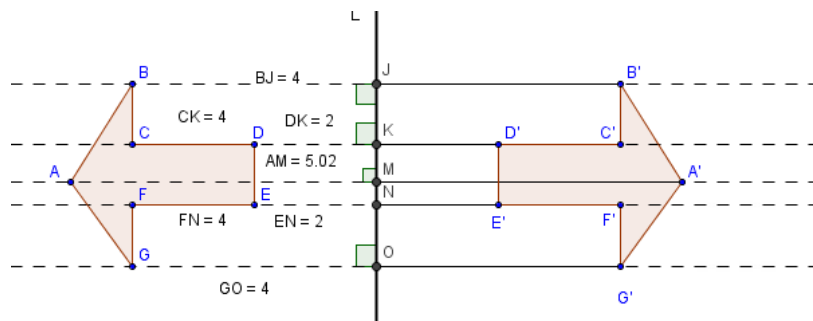 L
B
BJ = 4
J
B'
CK = 4
DK = 2
C
D
K
D'
C'
AM = 5.02
A
M
A'
F
E
N
FN = 4
EN = 2
E'
F'
G
O
GO = 4
G'